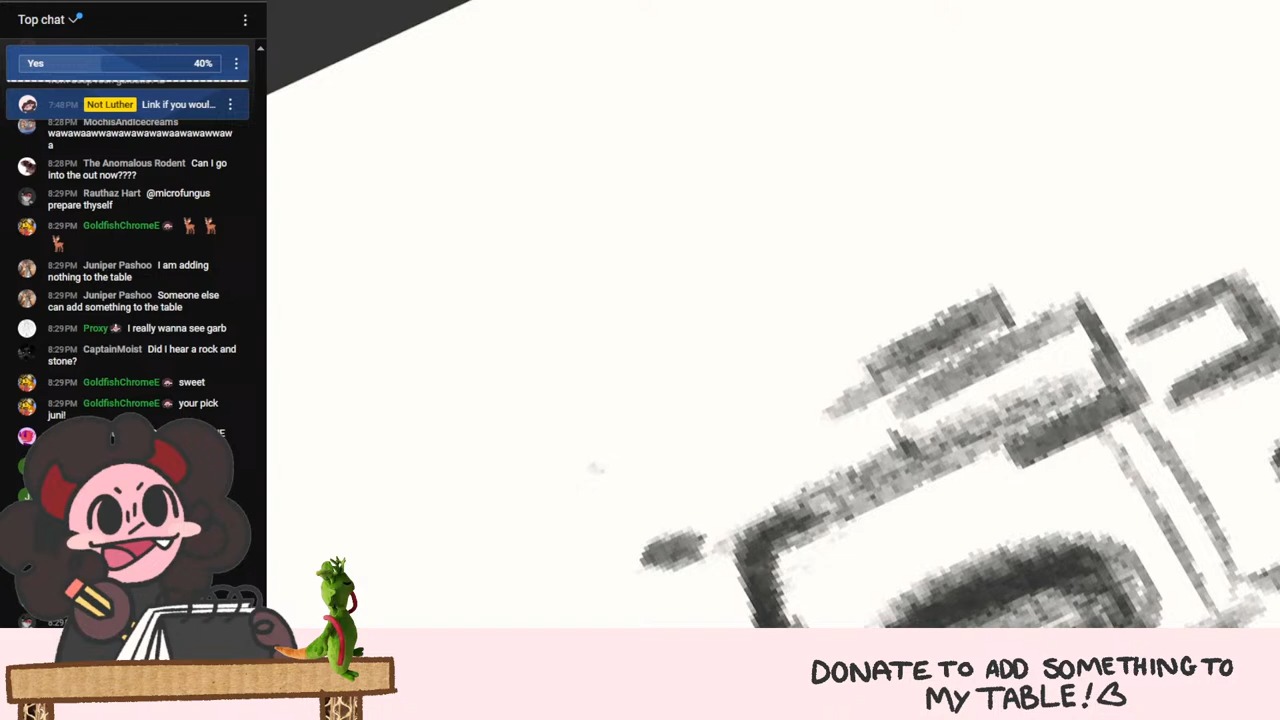 Top chat
Yes 40%
7:48PM Not Luther Link if you woul...
8:28PM MochisAndIcecreams
wawawaawwawawawawaawawawwaw
a
8:28PM The Anomalous Rodent Can I go
into the out now????
8:29PM Rauthaz Hart @microfungus
prepare thyself
8:29PM GoldfishChromeE
8:29PM Juniper Pashoo I am adding
nothing to the table
8:29PM Juniper Pashoo Someone else
can add something to the table
8:29PM Proxy I really wanna see garb
8:29PM CaptainMoist Did I hear a rock and
stone?
8:29PM GoldfishChromeE sweet
8:29PM GoldfishChromeE your pick
juni!
DONATE TO ADD SOMETHING TO
MY TABLE!